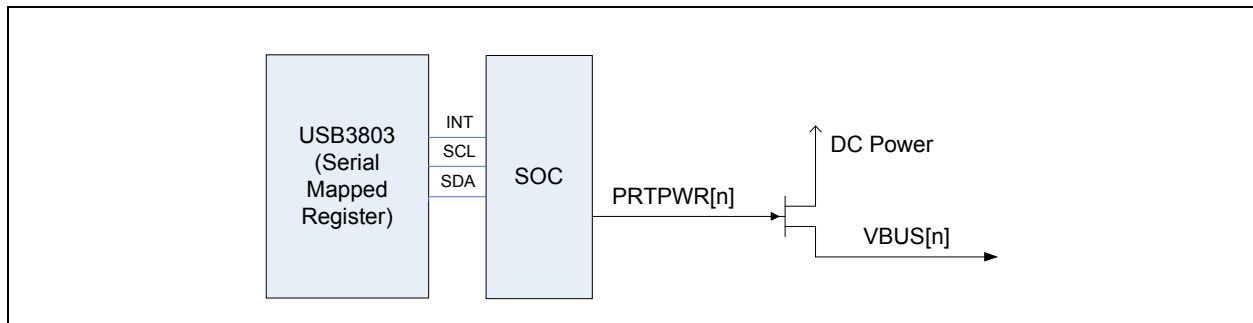 USB3803
(Serial
Mapped
Register)
INT
SCL
SDA
SOC
PRTPWR[n]
DC Power
VBUS[n]